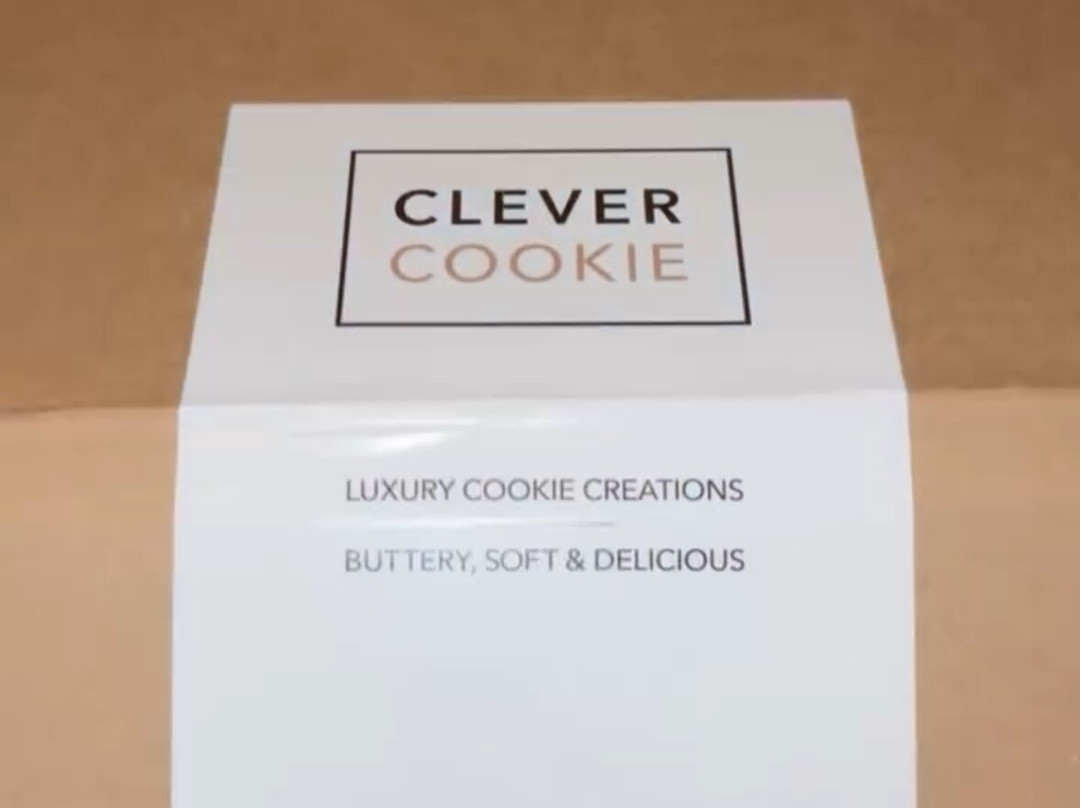 CLEVER
COOKIE
LUXURY COOKIE CREATIONS
BUTTERY, SOFT & DELICIOUS